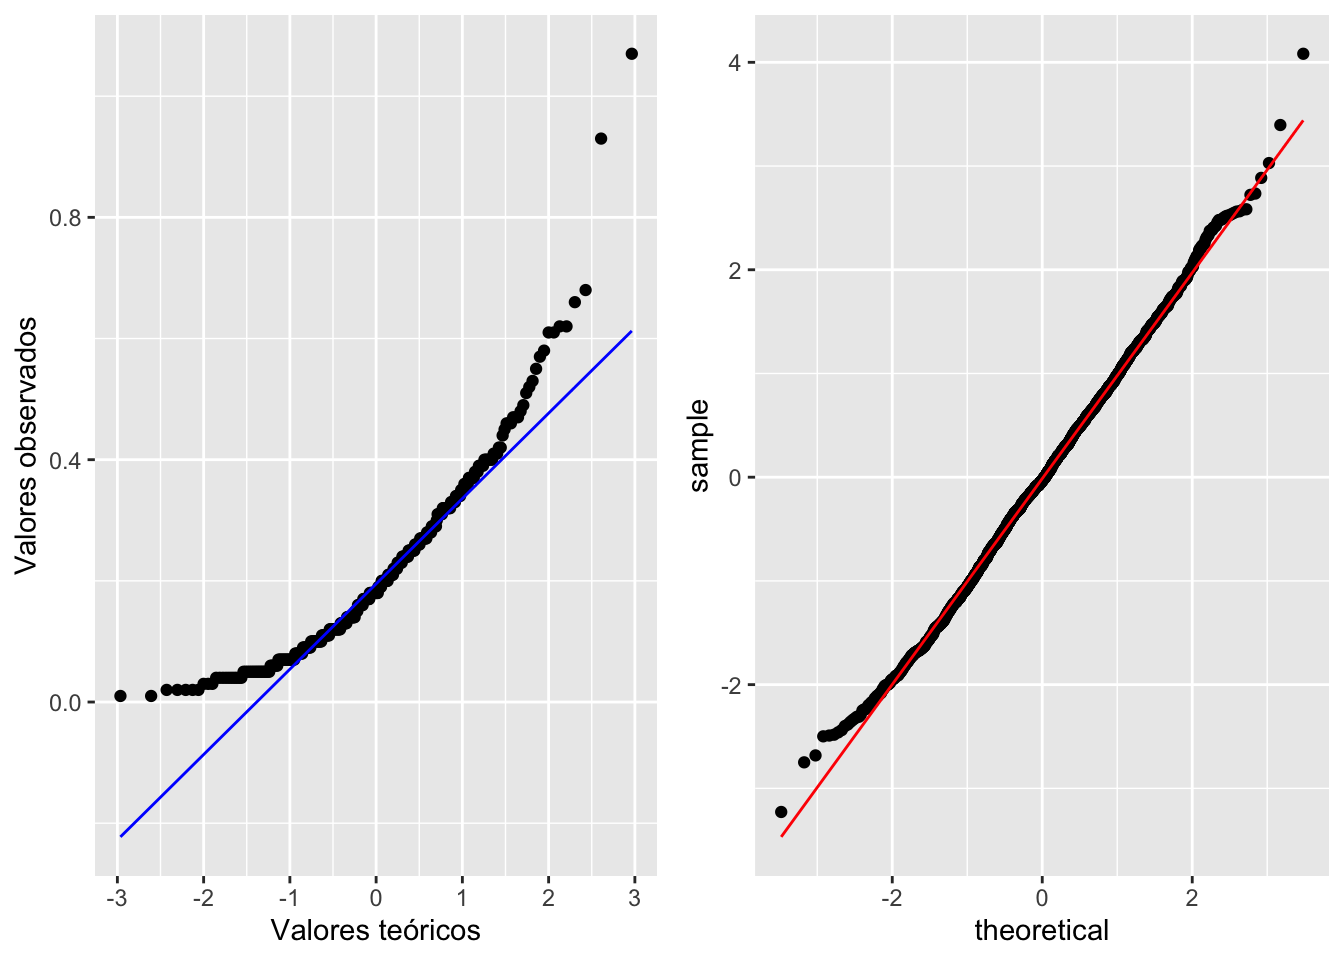 Valores observados
0.8
0.4
0.0
-3 -2 -1 0 1 2 3
Valores teóricos
sample
4
2
0
-2
-2 0 2
theoretical